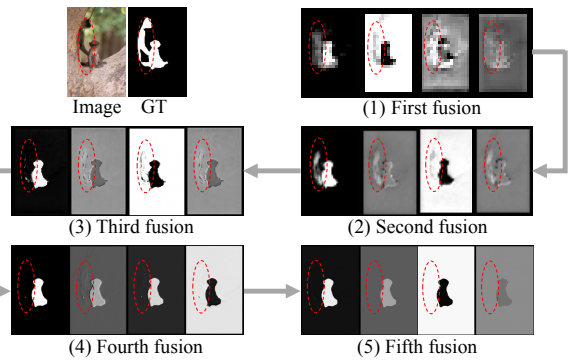 Image GT
(1) First fusion
(3) Third fusion
(2) Second fusion
(4) Fourth fusion
(5) Fifth fusion